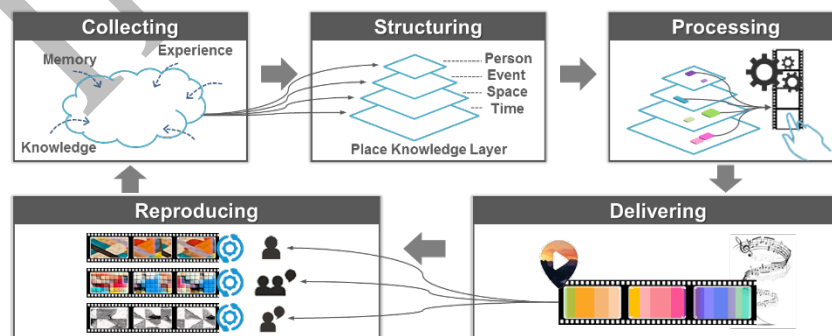 Collecting
Memory
Experience
Knowledge
Structuring
Person
Event
Space
Time
Place Knowledge Layer
Processing
Reproducing
Delivering